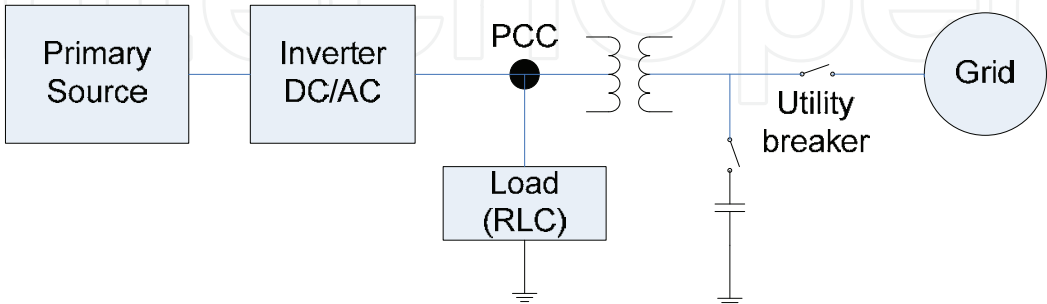 Primary
Source
Inverter
DC/AC
PCC
Load
(RLC)
Utility
breaker
Grid